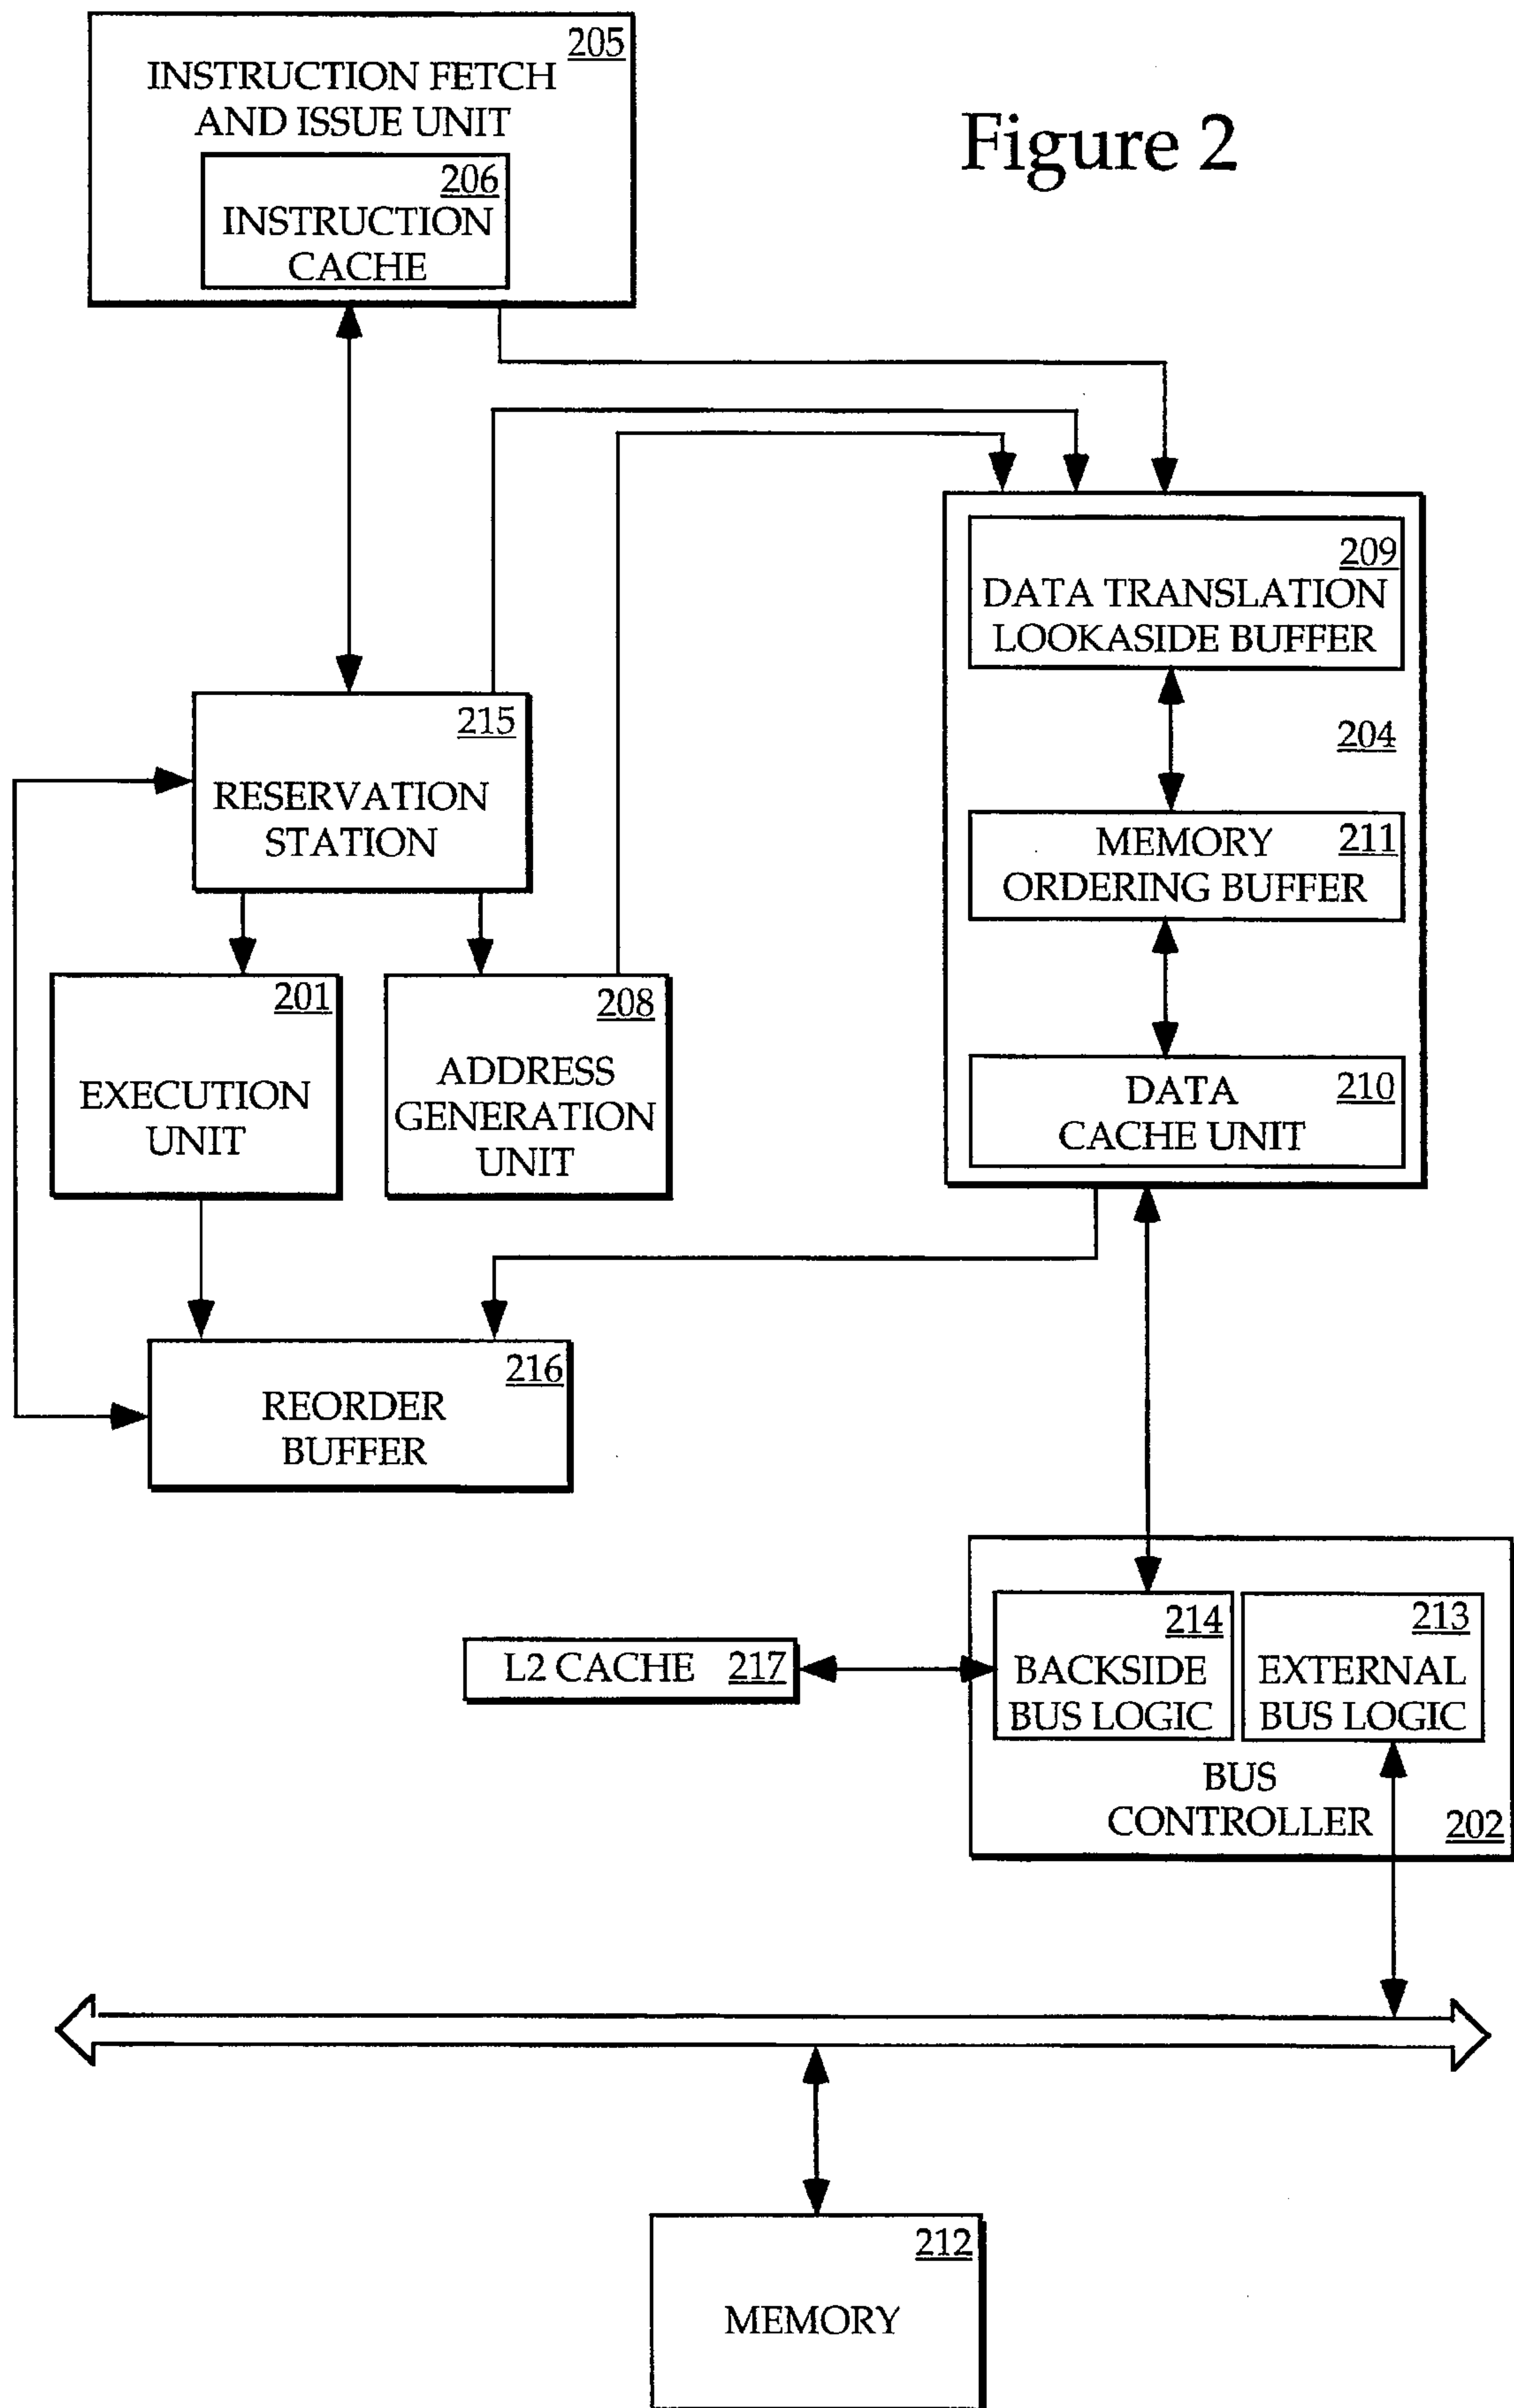 Figure 2
205
INSTRUCTION FETCH
AND ISSUE UNIT
206
INSTRUCTION
CACHE
209
DATA TRANSLATION
LOOKASIDE BUFFER
204
215
RESERVATION
STATION
MEMORY 211
ORDERING BUFFER
201
EXECUTION
UNIT
208
ADDRESS
GENERATION
UNIT
DATA 210
CACHE UNIT
216
REORDER
BUFFER
L2 CACHE 217
214
BACKSIDE
BUS LOGIC
213
EXTERNAL
BUS LOGIC
BUS
CONTROLLER 202
212
MEMORY